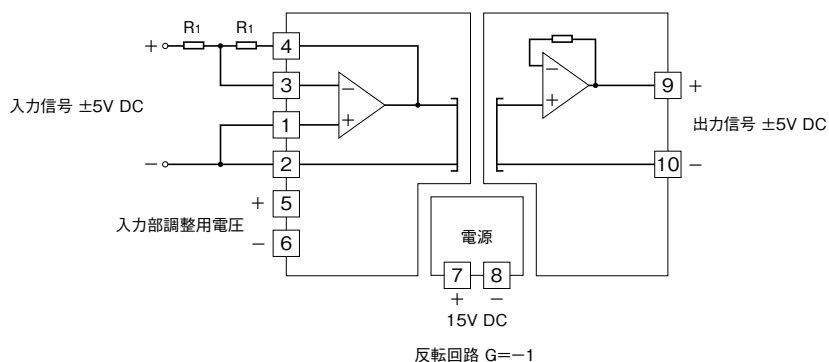 R1 R1
+
4
3
−
入力信号 ±5V DC
1
+
−
2
+
5
入力部調整用電圧
−
6
−
+
9
+
出力信号 ±5V DC
10
−
電源
7 8
+ −
15V DC
反転回路 G=−1